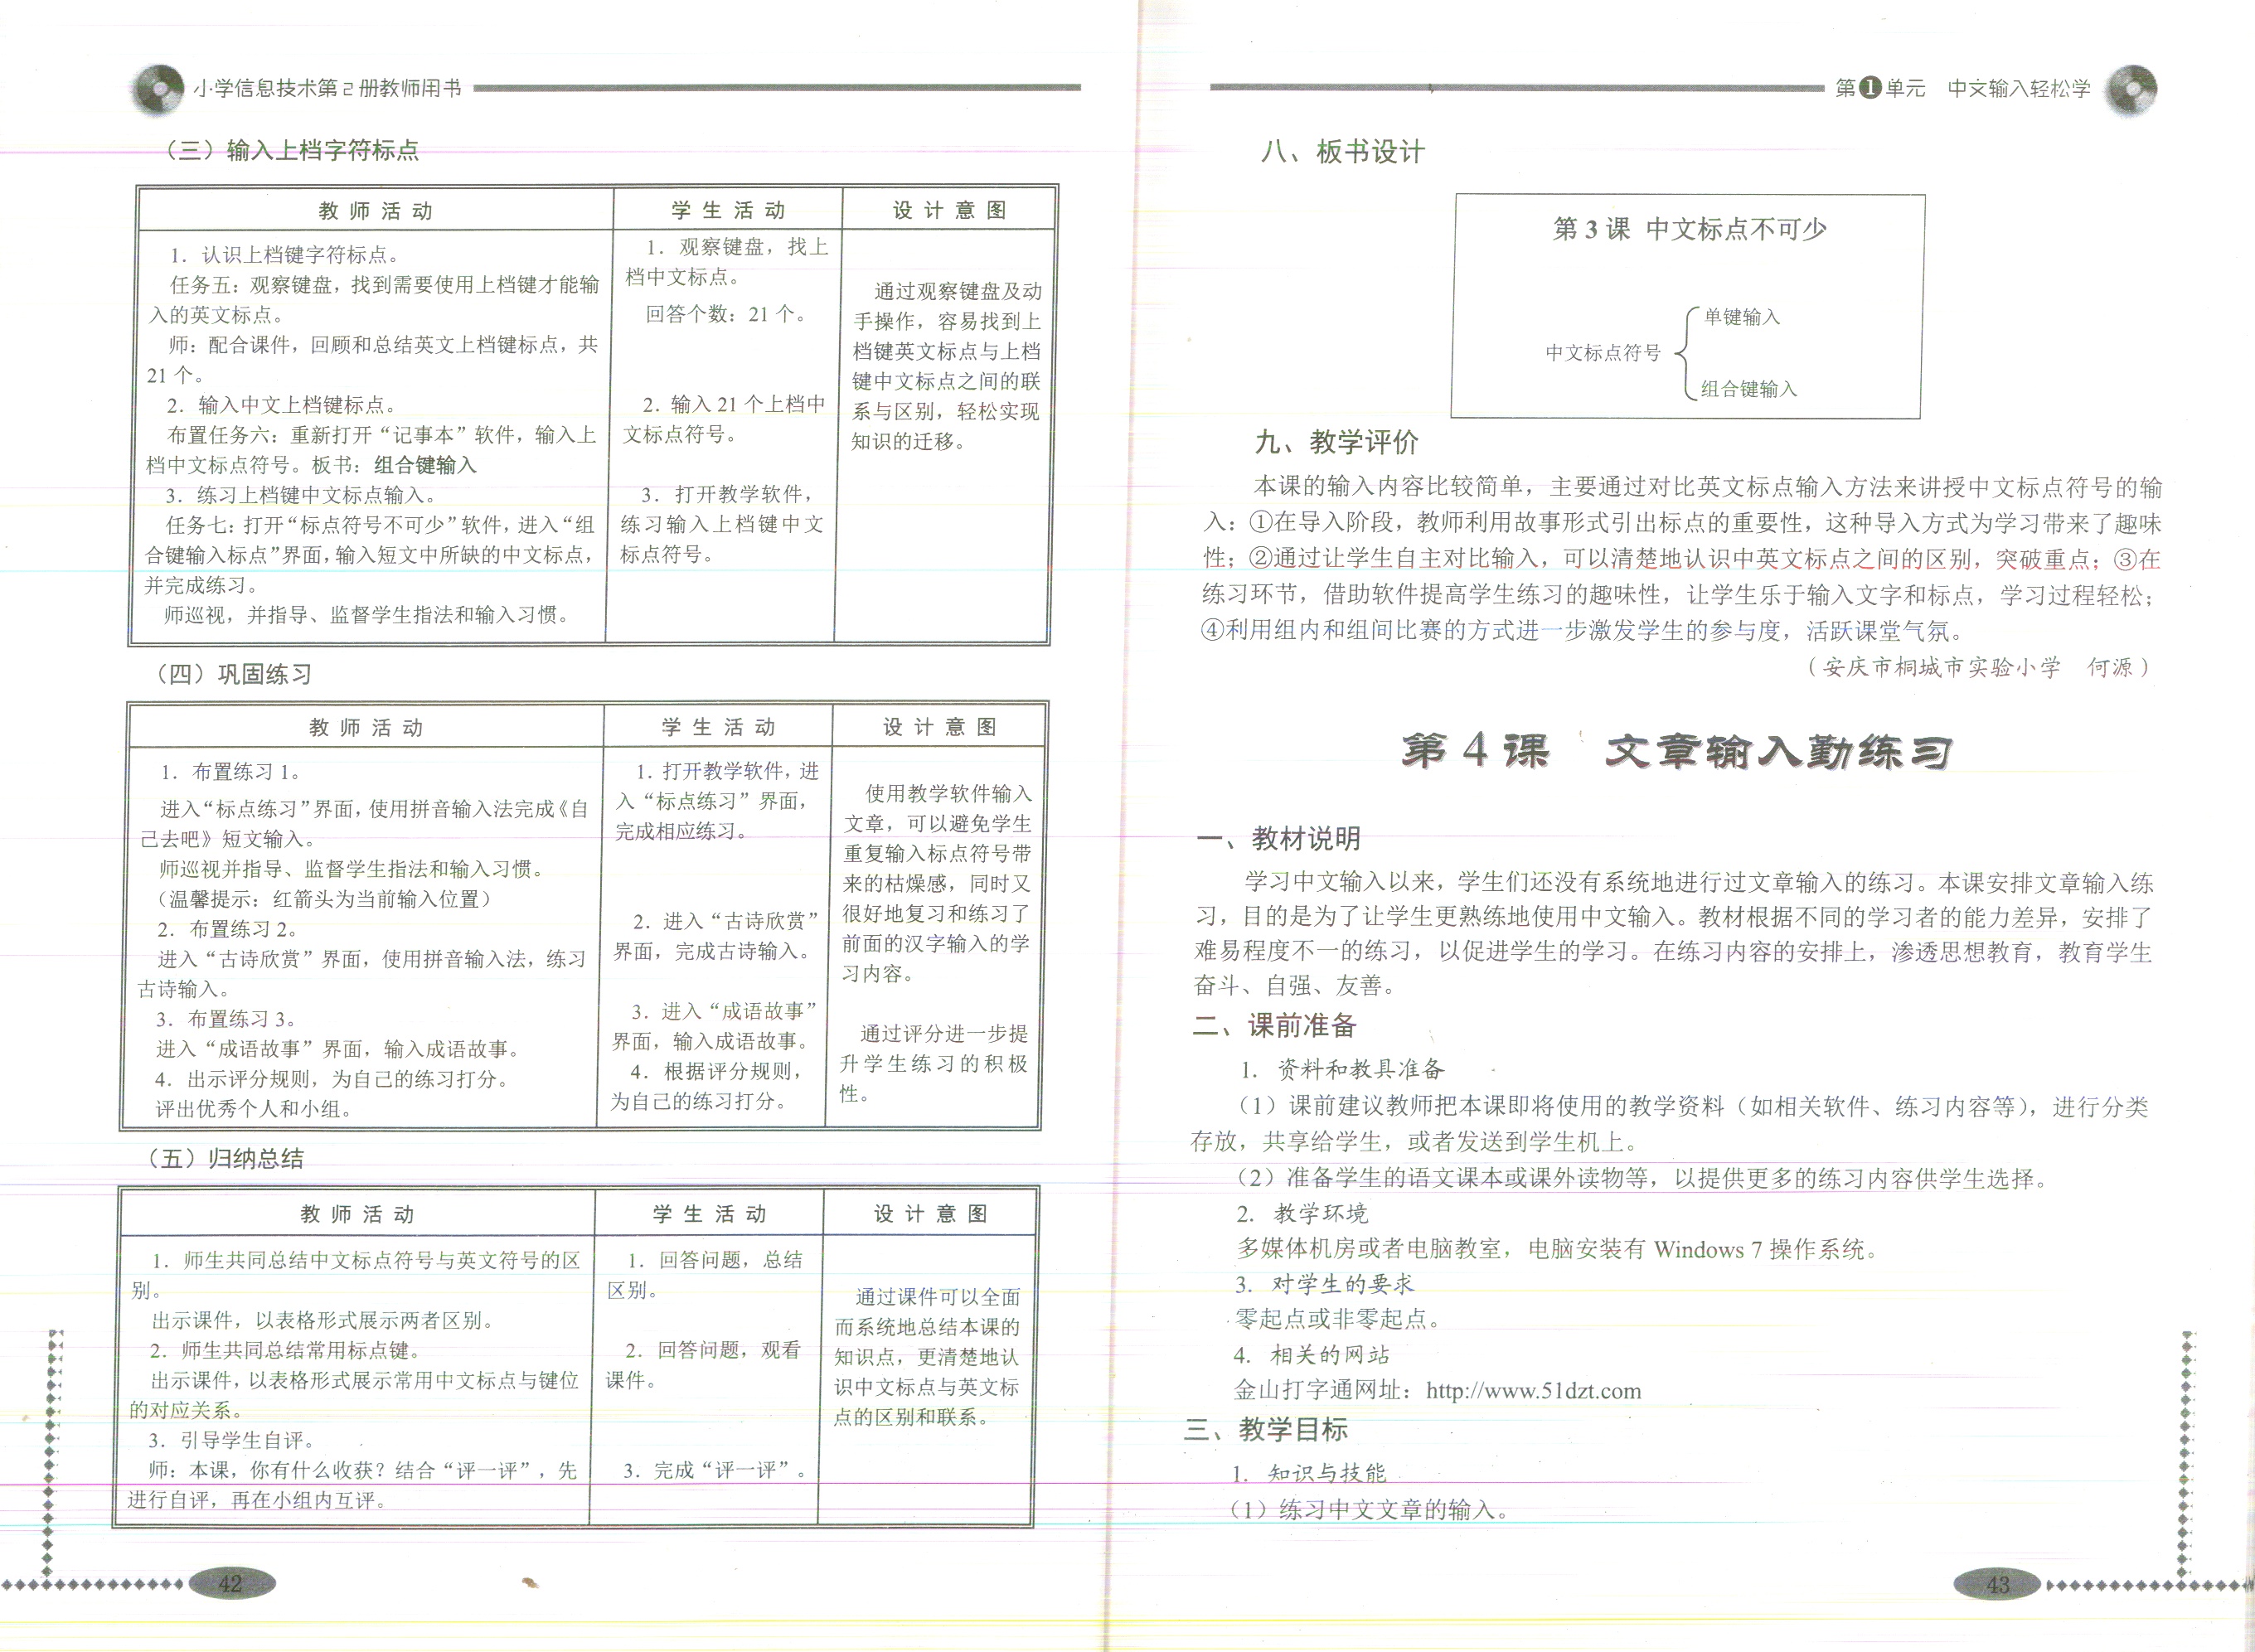 小学信息技术第2册教师用书
（三）输入上档字符标点
教 师 活 动
学 生 活 动
设 计 意 图
1．认识上档键字符标点。
任务五：观察键盘，找到需要使用上档键才能输
入的英文标点。
师：配合课件，回顾和总结英文上档键标点，共
21 个。
2．输入中文上档键标点。
布置任务六：重新打开“记事本”软件，输入上
档中文标点符号。板书：组合键输入
3．练习上档键中文标点输入。
任务七：打开“标点符号不可少”软件，进入“组
合键输入标点”界面，输入短文中所缺的中文标点，
并完成练习。
师巡视，并指导、监督学生指法和输入习惯。
1．观察键盘，找上
档中文标点。
回答个数：21 个。
2．输入 21 个上档中
文标点符号。
3．打开教学软件，
练习输入上档键中文
标点符号。
通过观察键盘及动
手操作，容易找到上
档键英文标点与上档
键中文标点之间的联
系与区别，轻松实现
知识的迁移。
（四）巩固练习
教 师 活 动
学 生 活 动
设 计 意 图
1．布置练习 1。
进入“标点练习”界面，使用拼音输入法完成《自
己去吧》短文输入。
师巡视并指导、监督学生指法和输入习惯。
（温馨提示：红箭头为当前输入位置）
2．布置练习 2。
进入“古诗欣赏”界面，使用拼音输入法，练习
古诗输入。
3．布置练习 3。
进入“成语故事”界面，输入成语故事。
4．出示评分规则，为自己的练习打分。
评出优秀个人和小组。
1．打开教学软件，进
入“标点练习”界面，
完成相应练习。
2．进入“古诗欣赏”
界面，完成古诗输入。
3．进入“成语故事”
界面，输入成语故事。
4．根据评分规则，
为自己的练习打分。
使用教学软件输入
文章，可以避免学生
重复输入标点符号带
来的枯燥感，同时又
很好地复习和练习了
前面的汉字输入的学
习内容。
通过评分进一步提
升学生练习的积极
性。
（五）归纳总结
教 师 活 动
学 生 活 动
设 计 意 图
1．师生共同总结中文标点符号与英文符号的区
别。
出示课件，以表格形式展示两者区别。
2．师生共同总结常用标点键。
出示课件，以表格形式展示常用中文标点与键位
的对应关系。
3．引导学生自评。
师：本课，你有什么收获？结合“评一评”，先
进行自评，再在小组内互评。
1．回答问题，总结
区别。
2．回答问题，观看
课件。
3．完成“评一评”。
通过课件可以全面
而系统地总结本课的
知识点，更清楚地认
识中文标点与英文标
点的区别和联系。
42
第1单元 中文输入轻松学
八、板书设计
第 3 课 中文标点不可少
单键输入
中文标点符号
组合键输入
九、教学评价
本课的输入内容比较简单，主要通过对比英文标点输入方法来讲授中文标点符号的输
入：①在导入阶段，教师利用故事形式引出标点的重要性，这种导入方式为学习带来了趣味
性；②通过让学生自主对比输入，可以清楚地认识中英文标点之间的区别，突破重点；③在
练习环节，借助软件提高学生练习的趣味性，让学生乐于输入文字和标点，学习过程轻松；
④利用组内和组间比赛的方式进一步激发学生的参与度，活跃课堂气氛。
（安庆市桐城市实验小学 何源）
第 4 课 文章输入勤练习
一、教材说明
学习中文输入以来，学生们还没有系统地进行过文章输入的练习。本课安排文章输入练
习，目的是为了让学生更熟练地使用中文输入。教材根据不同的学习者的能力差异，安排了
难易程度不一的练习，以促进学生的学习。在练习内容的安排上，渗透思想教育，教育学生
奋斗、自强、友善。
二、课前准备
1．资料和教具准备
（1）课前建议教师把本课即将使用的教学资料（如相关软件、练习内容等），进行分类
存放，共享给学生，或者发送到学生机上。
（2）准备学生的语文课本或课外读物等，以提供更多的练习内容供学生选择。
2．教学环境
多媒体机房或者电脑教室，电脑安装有 Windows 7 操作系统。
3．对学生的要求
零起点或非零起点。
4．相关的网站
金山打字通网址：http://www.51dzt.com
三、教学目标
1．知识与技能
（1）练习中文文章的输入。
43